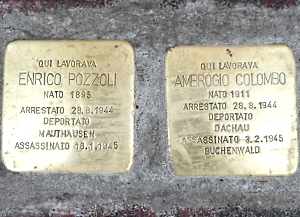 QUI LAVORAVA
ENRICO POZZOLI
NATO 1895
ARRESTATO 28.8.1944
DEPORTATO
MAUTHAUSEN
ASSASSINATO 16.1.1945
QUI LAVORAVA
AMBROGIO COLOMBO
NATO 1911
ARRESTATO 28.8.1944
DEPORTATO
DACHAU
ASSASSINATO 3.2.1945
BUCHENWALD